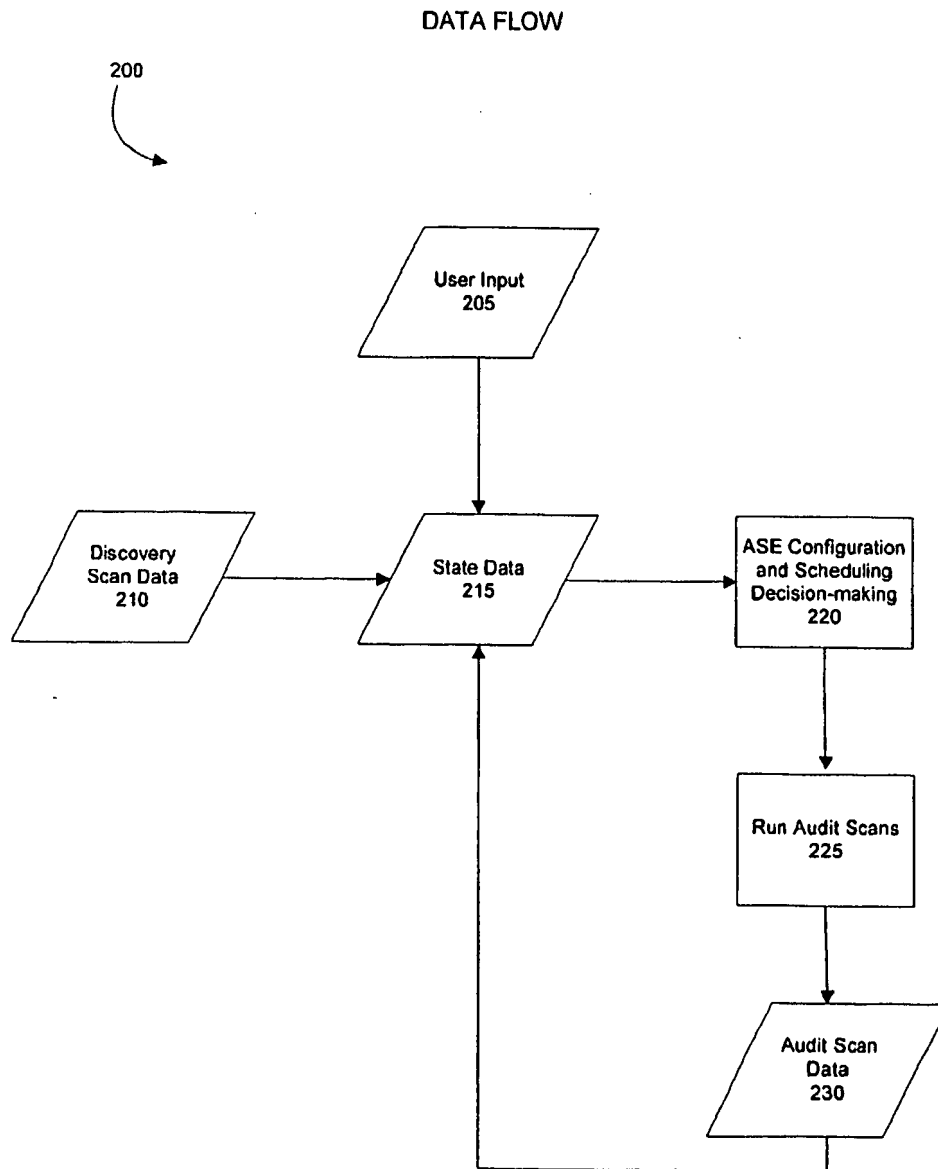 DATA FLOW
200
User Input
205
Discovery
Scan Data
210
State Data
215
ASE Configuration
and Scheduling
Decision-making
220
Run Audit Scans
225
Audit Scan
Data
230